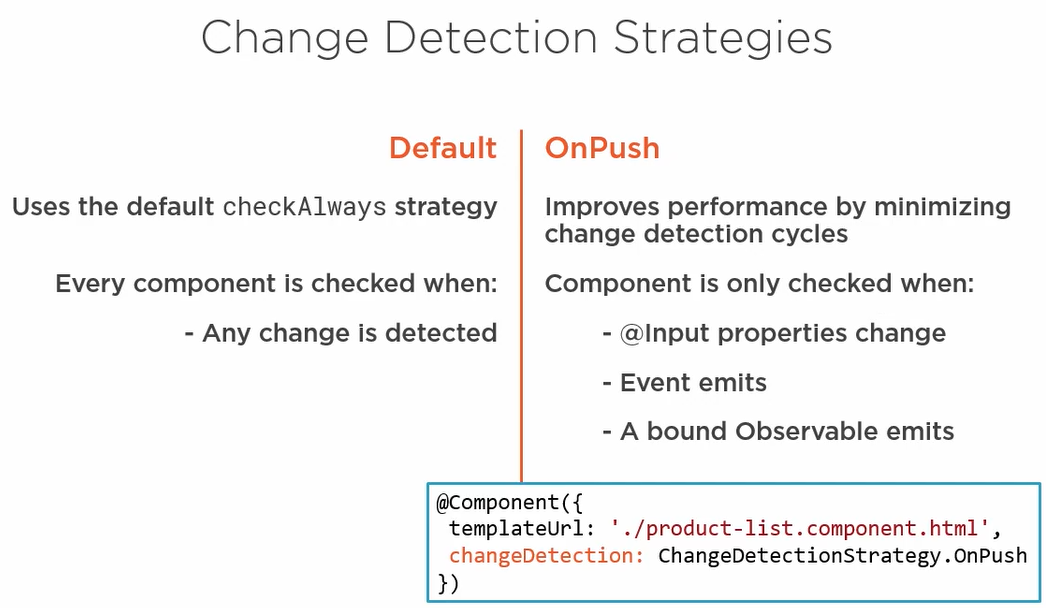 Change Detection Strategies
Default
Uses the default checkAlways strategy
Every component is checked when:
- Any change is detected
OnPush
Improves performance by minimizing
change detection cycles
Component is only checked when:
- @Input properties change
- Event emits
- A bound Observable emits
@Component({
templateUrl: './product-list.component.html',
changeDetection: ChangeDetectionStrategy.OnPush
})